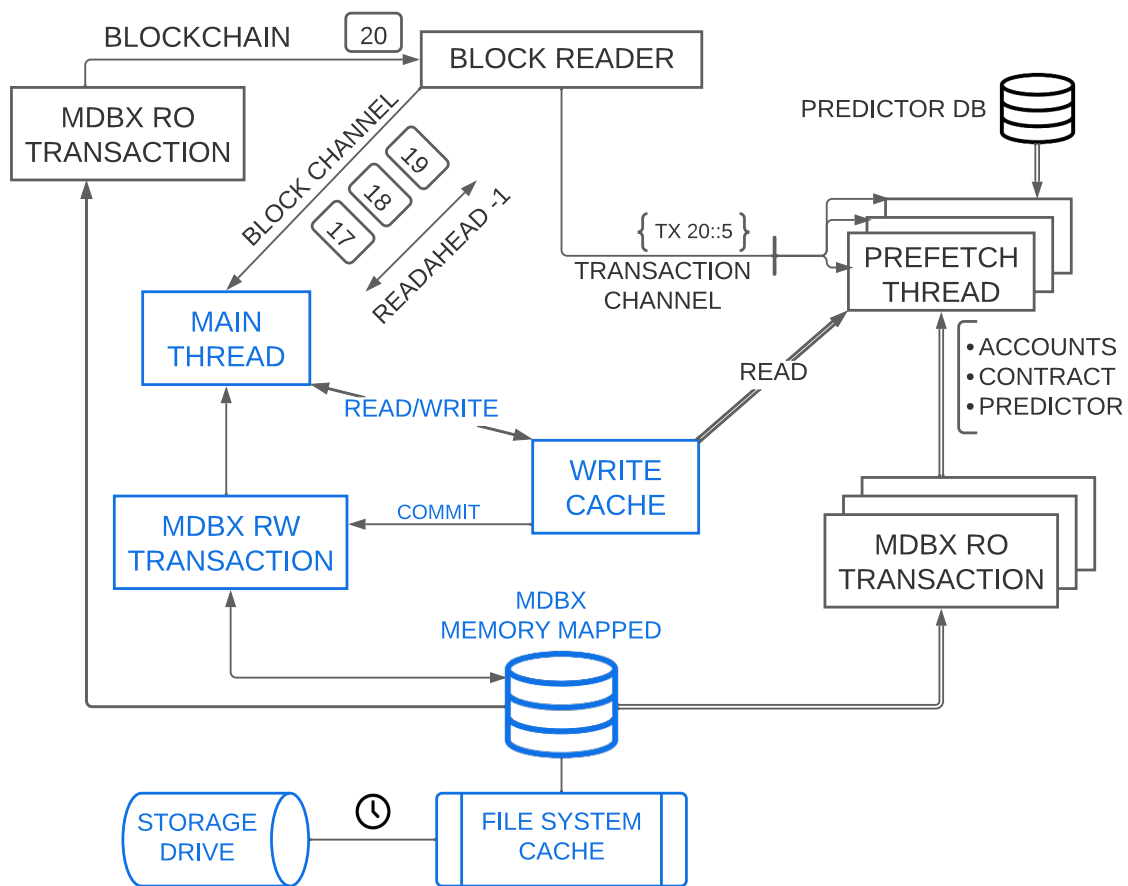 BLOCKCHAIN
20
BLOCK READER
MDBX RO
TRANSACTION
PREDICTOR DB
BLOCK CHANNEL
17
18
19
READAHEAD -1
{ TX 20::5 }
TRANSACTION
CHANNEL
PREFETCH
THREAD
MAIN
THREAD
READ/WRITE
READ
• ACCOUNTS
• CONTRACT
• PREDICTOR
WRITE
CACHE
COMMIT
MDBX RW
TRANSACTION
MDBX RO
TRANSACTION
MDBX
MEMORY MAPPED
STORAGE
DRIVE
FILE SYSTEM
CACHE